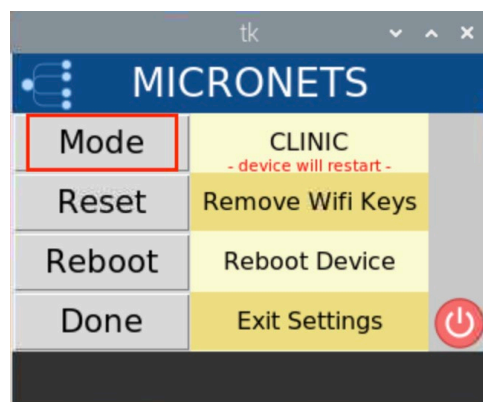 tk
MICRONETS
Mode
CLINIC
- device will restart -
Reset
Remove Wifi Keys
Reboot
Reboot Device
Done
Exit Settings